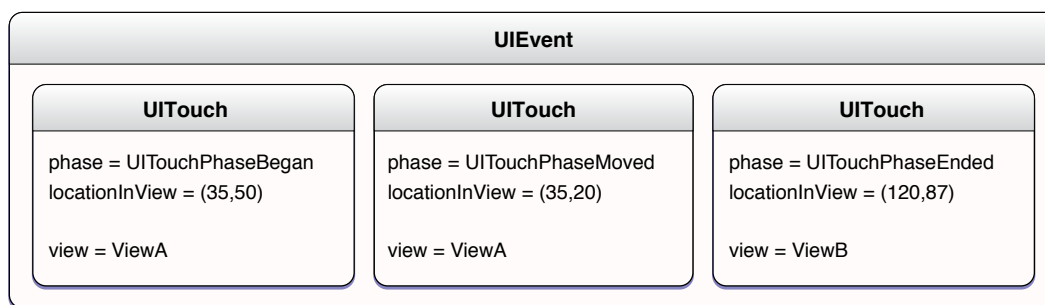 UIEvent
UITouch
phase = UITouchPhaseBegan
locationInView = (35,50)
view = ViewA
UITouch
phase = UITouchPhaseMoved
locationInView = (35,20)
view = ViewA
UITouch
phase = UITouchPhaseEnded
locationInView = (120,87)
view = ViewB